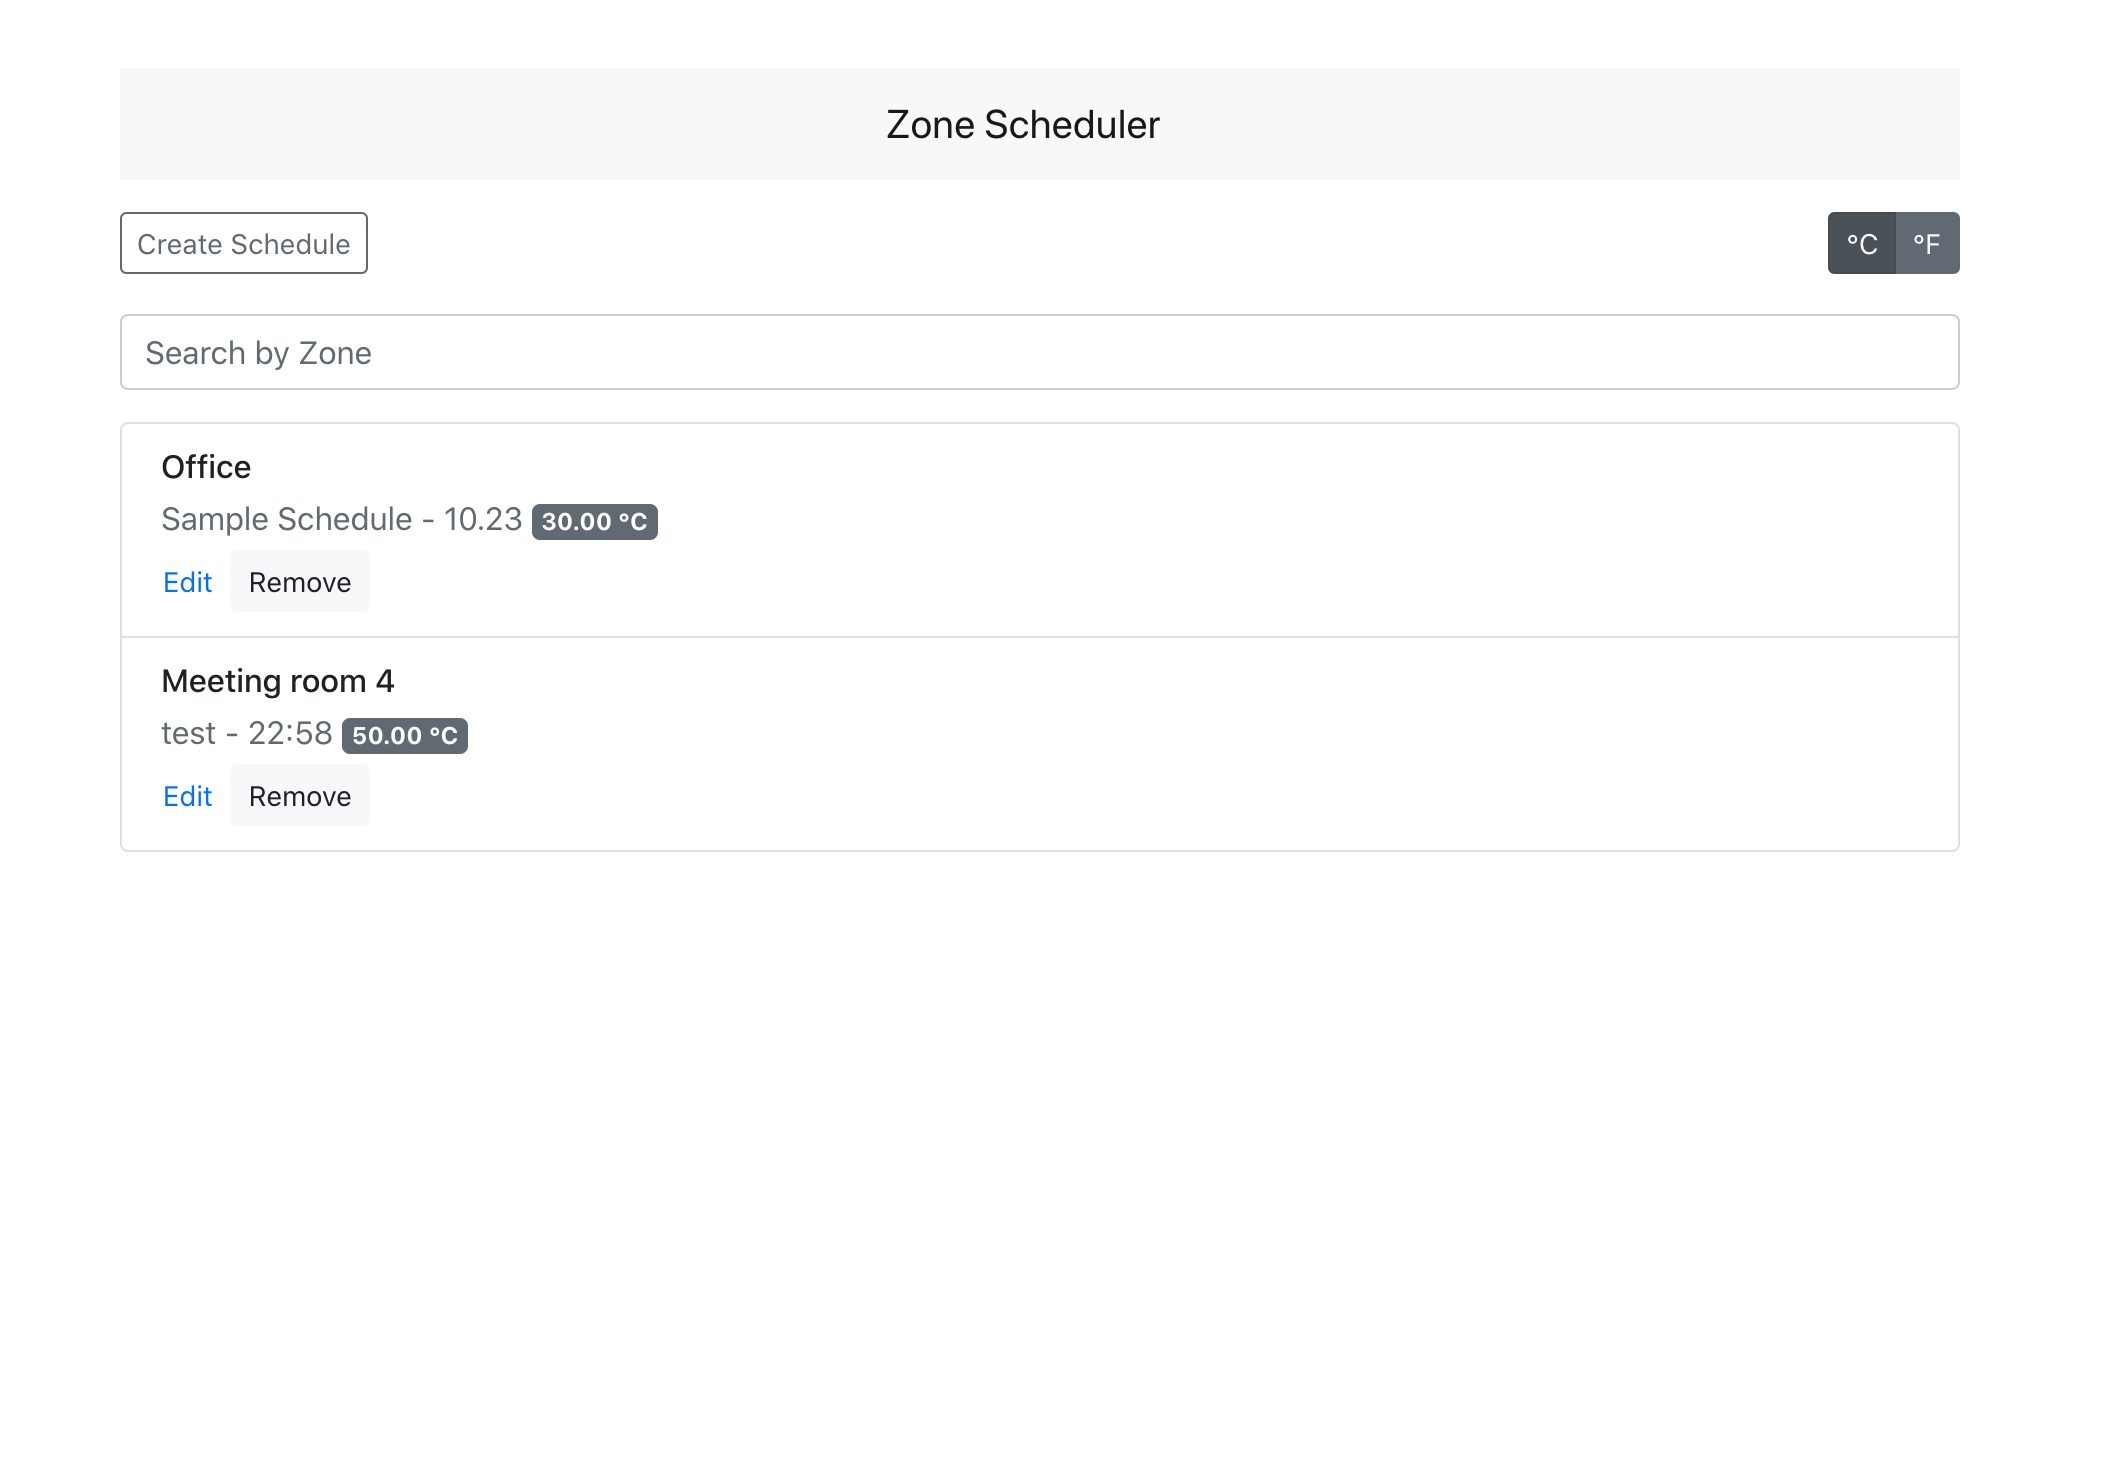 Zone Scheduler
Create Schedule
°C °F
Search by Zone
Office
Sample Schedule - 10.23 30.00 °C
Edit Remove
Meeting room 4
test - 22:58 50.00 °C
Edit Remove